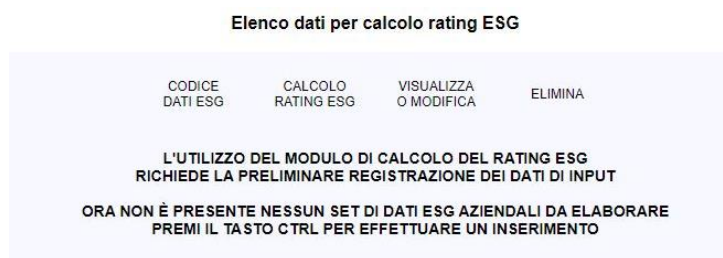 Elenco dati per calcolo rating ESG
CODICE DATI ESG
CALCOLO RATING ESG
VISUALIZZA O MODIFICA
ELIMINA
L'UTILIZZO DEL MODULO DI CALCOLO DEL RATING ESG
RICHIEDE LA PRELIMINARE REGISTRAZIONE DEI DATI DI INPUT
ORA NON È PRESENTE NESSUN SET DI DATI ESG AZIENDALI DA ELABORARE
PREMI IL TASTO CTRL PER EFFETTUARE UN INSERIMENTO